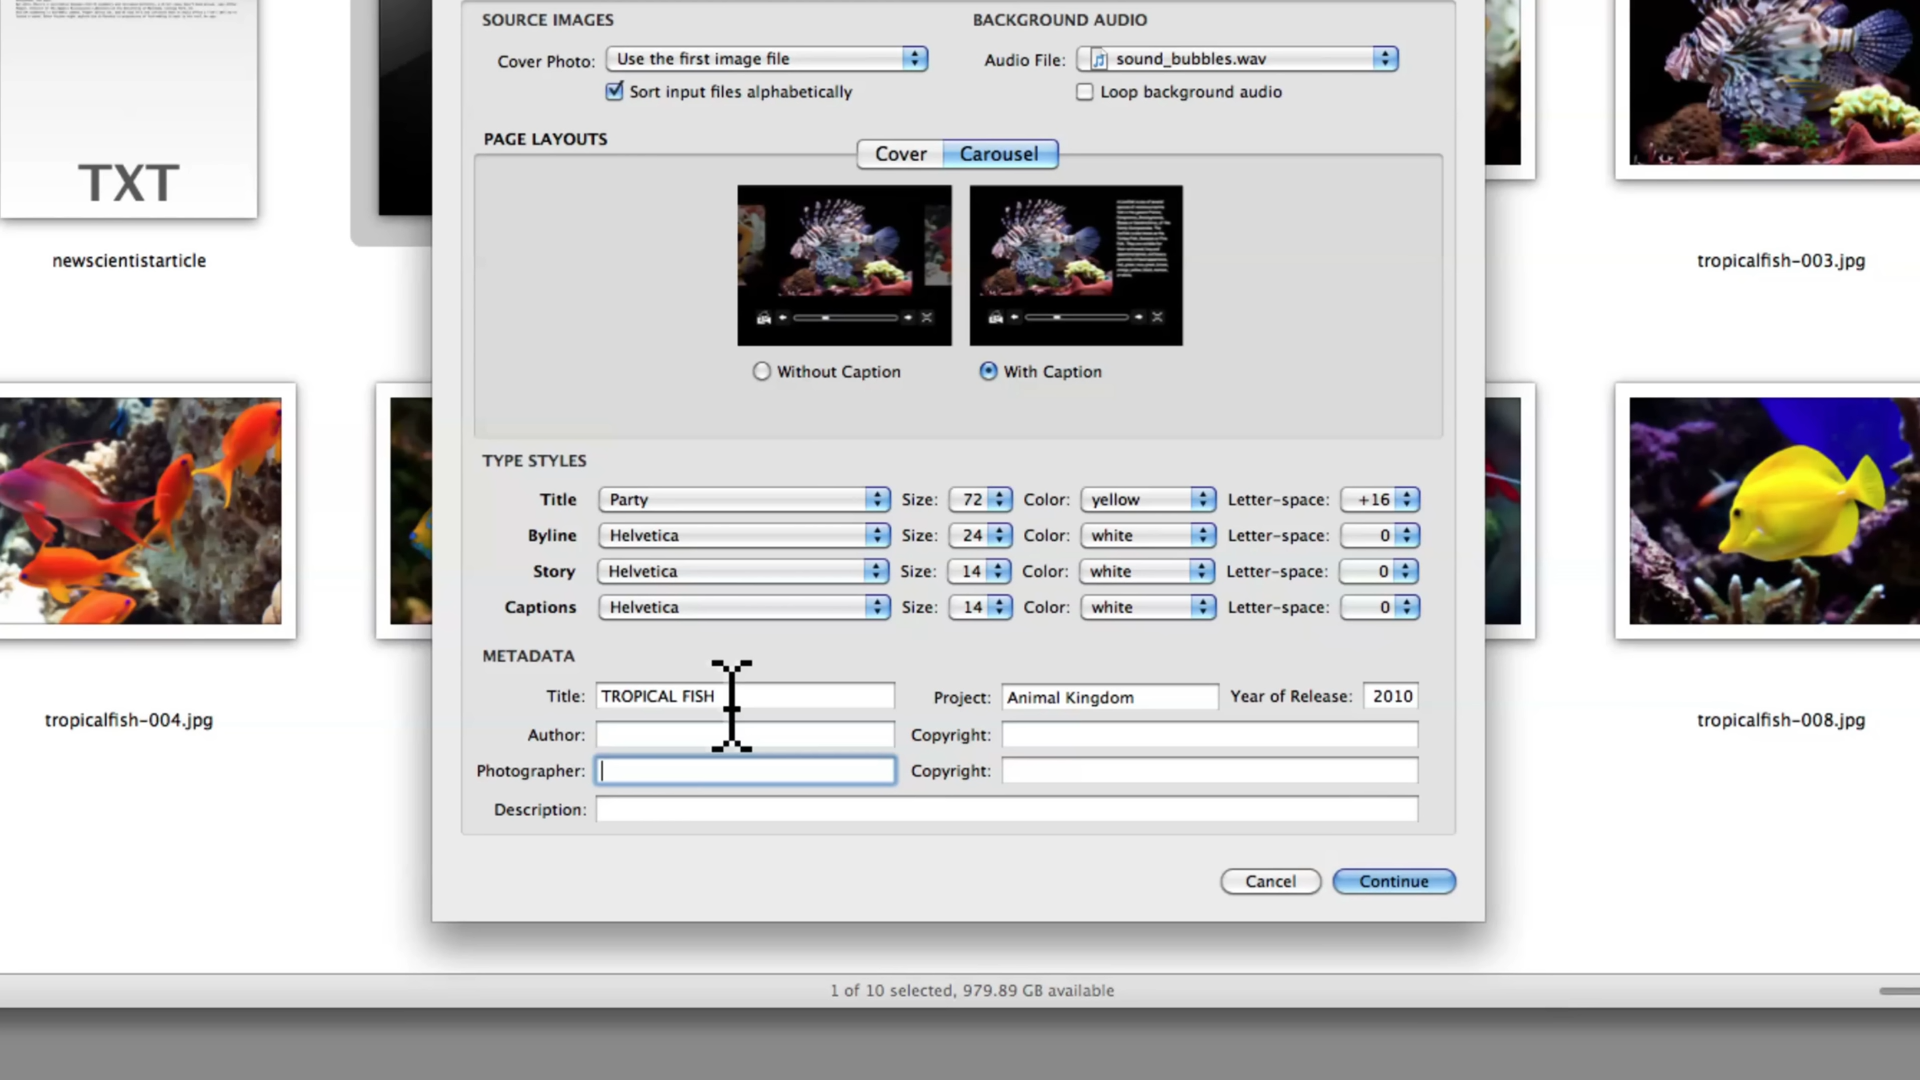 SOURCE IMAGES
BACKGROUND AUDIO
Cover Photo: Use the first image file
Audio File: sound_bubbles.wav
Sort input files alphabetically
Loop background audio
PAGE LAYOUTS
Cover Carousel
TXT
newscientistarticle
tropicalfish-003.jpg
Without Caption
With Caption
TYPE STYLES
Title Party Size: 72 Color: yellow Letter-space: +16
Byline Helvetica Size: 24 Color: white Letter-space: 0
Story Helvetica Size: 14 Color: white Letter-space: 0
Captions Helvetica Size: 14 Color: white Letter-space: 0
METADATA
Title: TROPICAL FISH Project: Animal Kingdom Year of Release: 2010
tropicalfish-004.jpg
tropicalfish-008.jpg
Author: Copyright:
Photographer: Copyright:
Description:
Cancel Continue
1 of 10 selected, 979.89 GB available